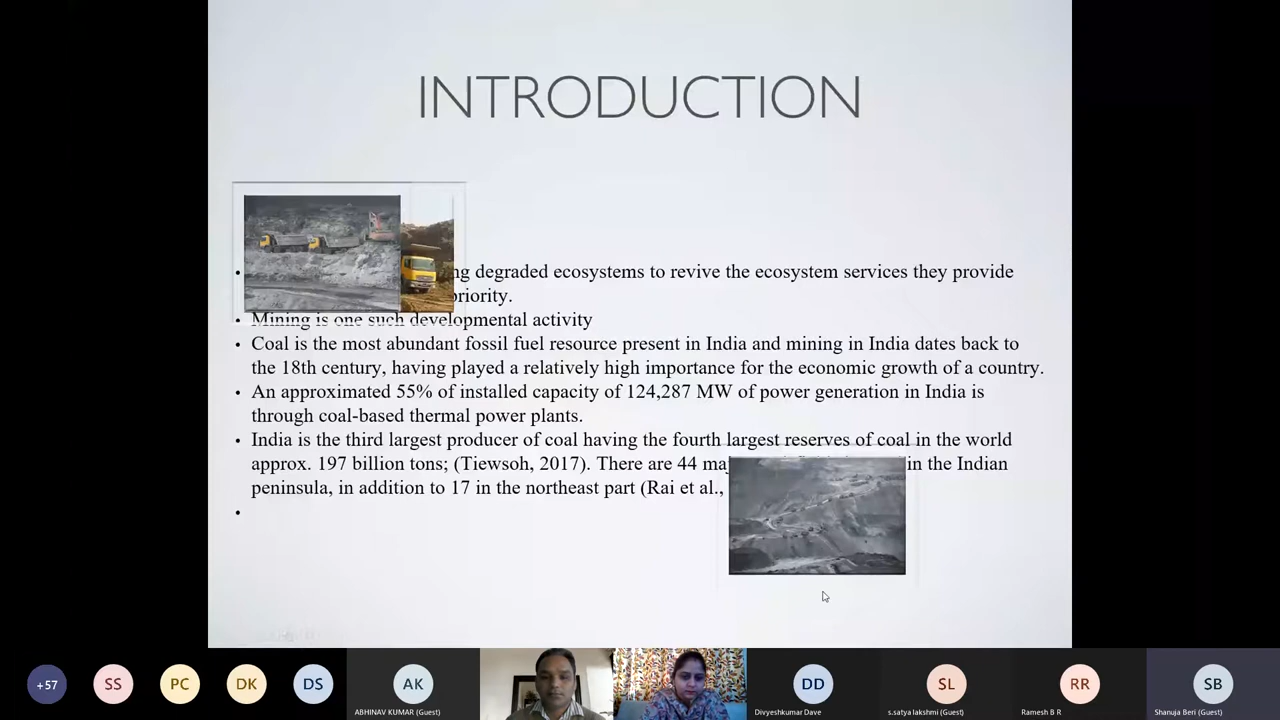 INTRODUCTION
ng degraded ecosystems to revive the ecosystem services they provide
priority.
• Mining is one such developmental activity
• Coal is the most abundant fossil fuel resource present in India and mining in India dates back to
the 18th century, having played a relatively high importance for the economic growth of a country.
• An approximated 55% of installed capacity of 124,287 MW of power generation in India is
through coal-based thermal power plants.
• India is the third largest producer of coal having the fourth largest reserves of coal in the world
approx. 197 billion tons; (Tiewsoh, 2017). There are 44 in the Indian
peninsula, in addition to 17 in the northeast part (Rai et al.,
+57 SS PC DK DS AK DD SL RR SB
ABHINAV KUMAR (Guest) Divyeshkumar Dave s.satya lakshmi (Guest) Ramesh B R Shanuja Beri (Guest)